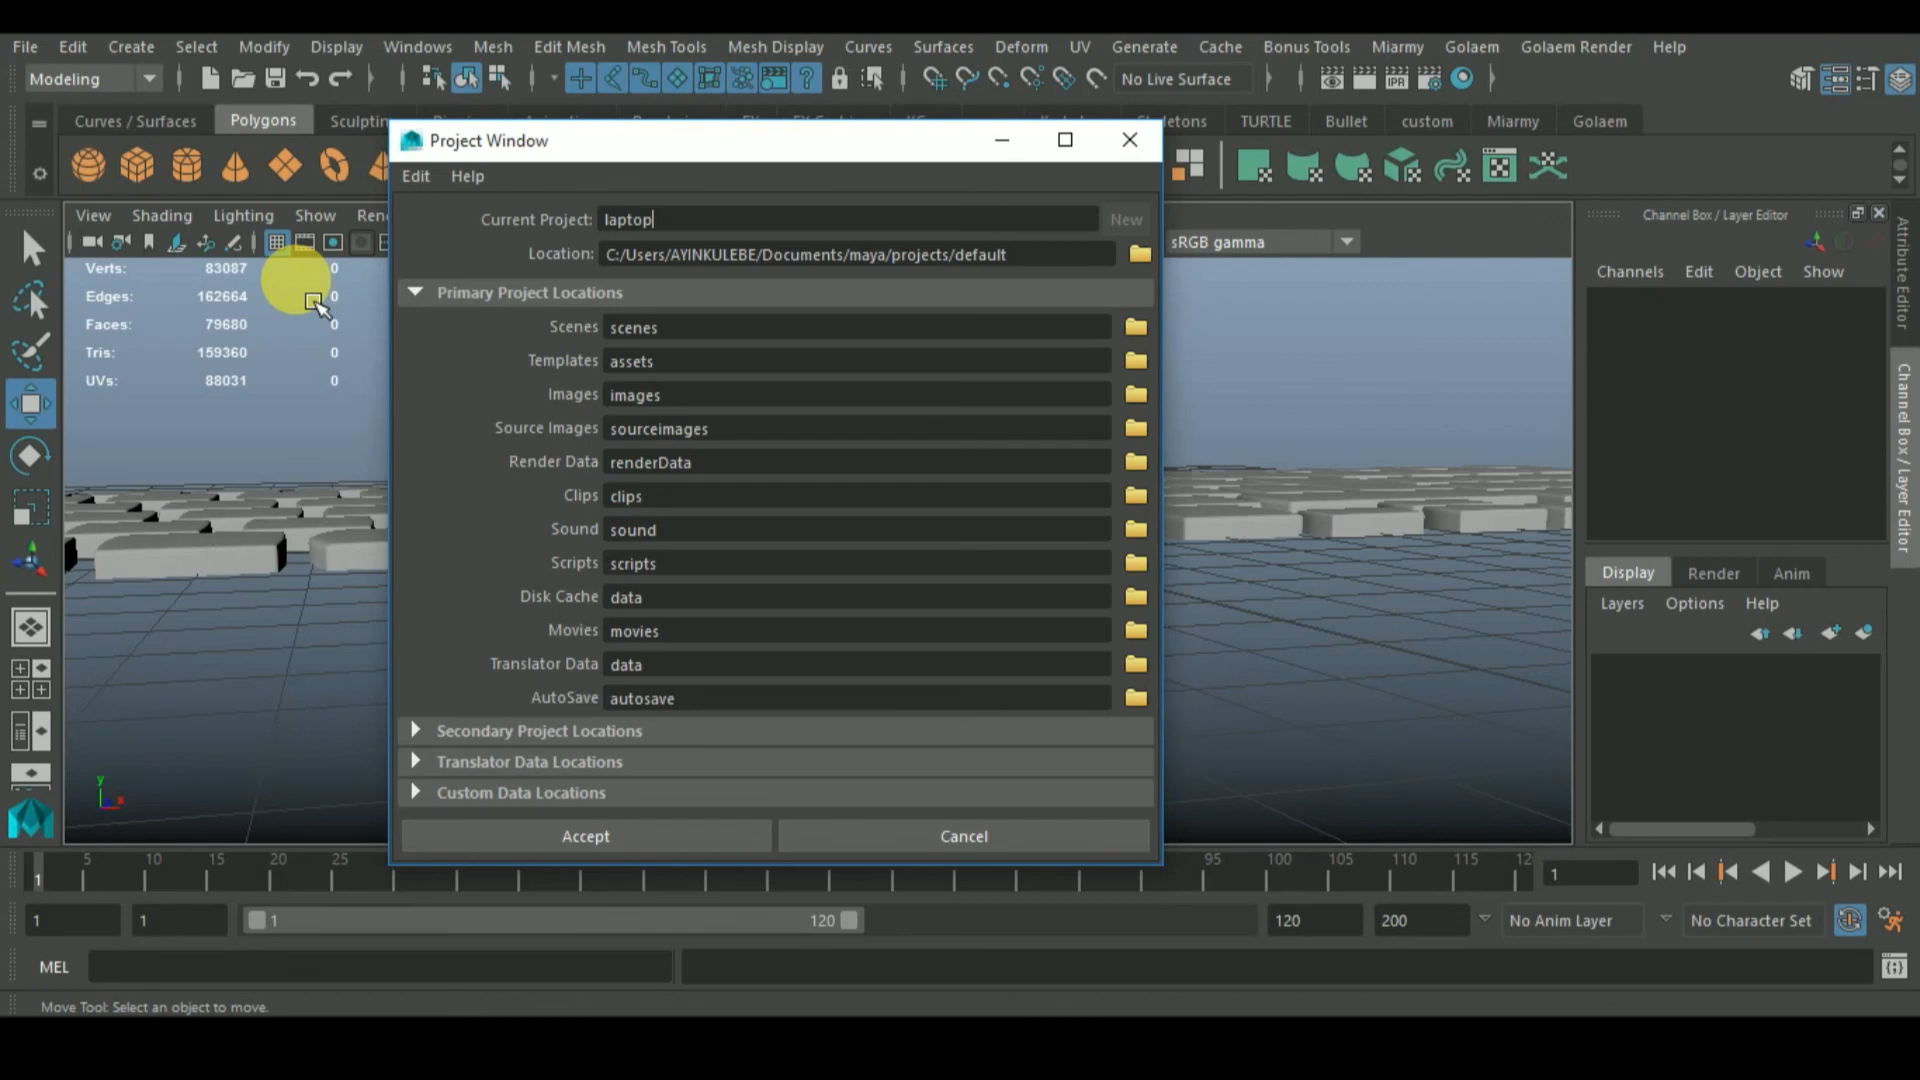 File Edit Create Select Modify Display Windows Mesh Edit Mesh Mesh Tools Mesh Display Curves Surfaces Deform UV Generate Cache Bonus Tools Miarmy Golaem Golaem Render Help
Modeling No Live Surface
Curves / Surfaces Polygons TURTLE Bullet custom Miarmy Golaem
Project Window
Edit Help
View Shading Lighting Show
Current Project: laptop New
Channel Box / Layer Editor
sRGB gamma
Location: C:/Users/AYINKULEBE/Documents/maya/projects/default
Channels Edit Object Show
Verts: 83087 0
Edges: 162664 0
Faces: 79680 0
Tris: 159360 0
UVs: 88031 0
Primary Project Locations
Scenes scenes
Templates assets
Images images
Source Images sourceimages
Render Data renderData
Clips clips
Sound sound
Scripts scripts
Disk Cache data
Movies movies
Translator Data data
AutoSave autosave
Secondary Project Locations
Translator Data Locations
Custom Data Locations
Accept Cancel
Attribute Editor
Channel Box / Layer Editor
Display Render Anim
Layers Options Help
y
x
1 5 10 15 20 25 95 100 105 110 115 12 1
1 1 1 120 120 200 No Anim Layer No Character Set
MEL
Move Tool: Select an object to move.